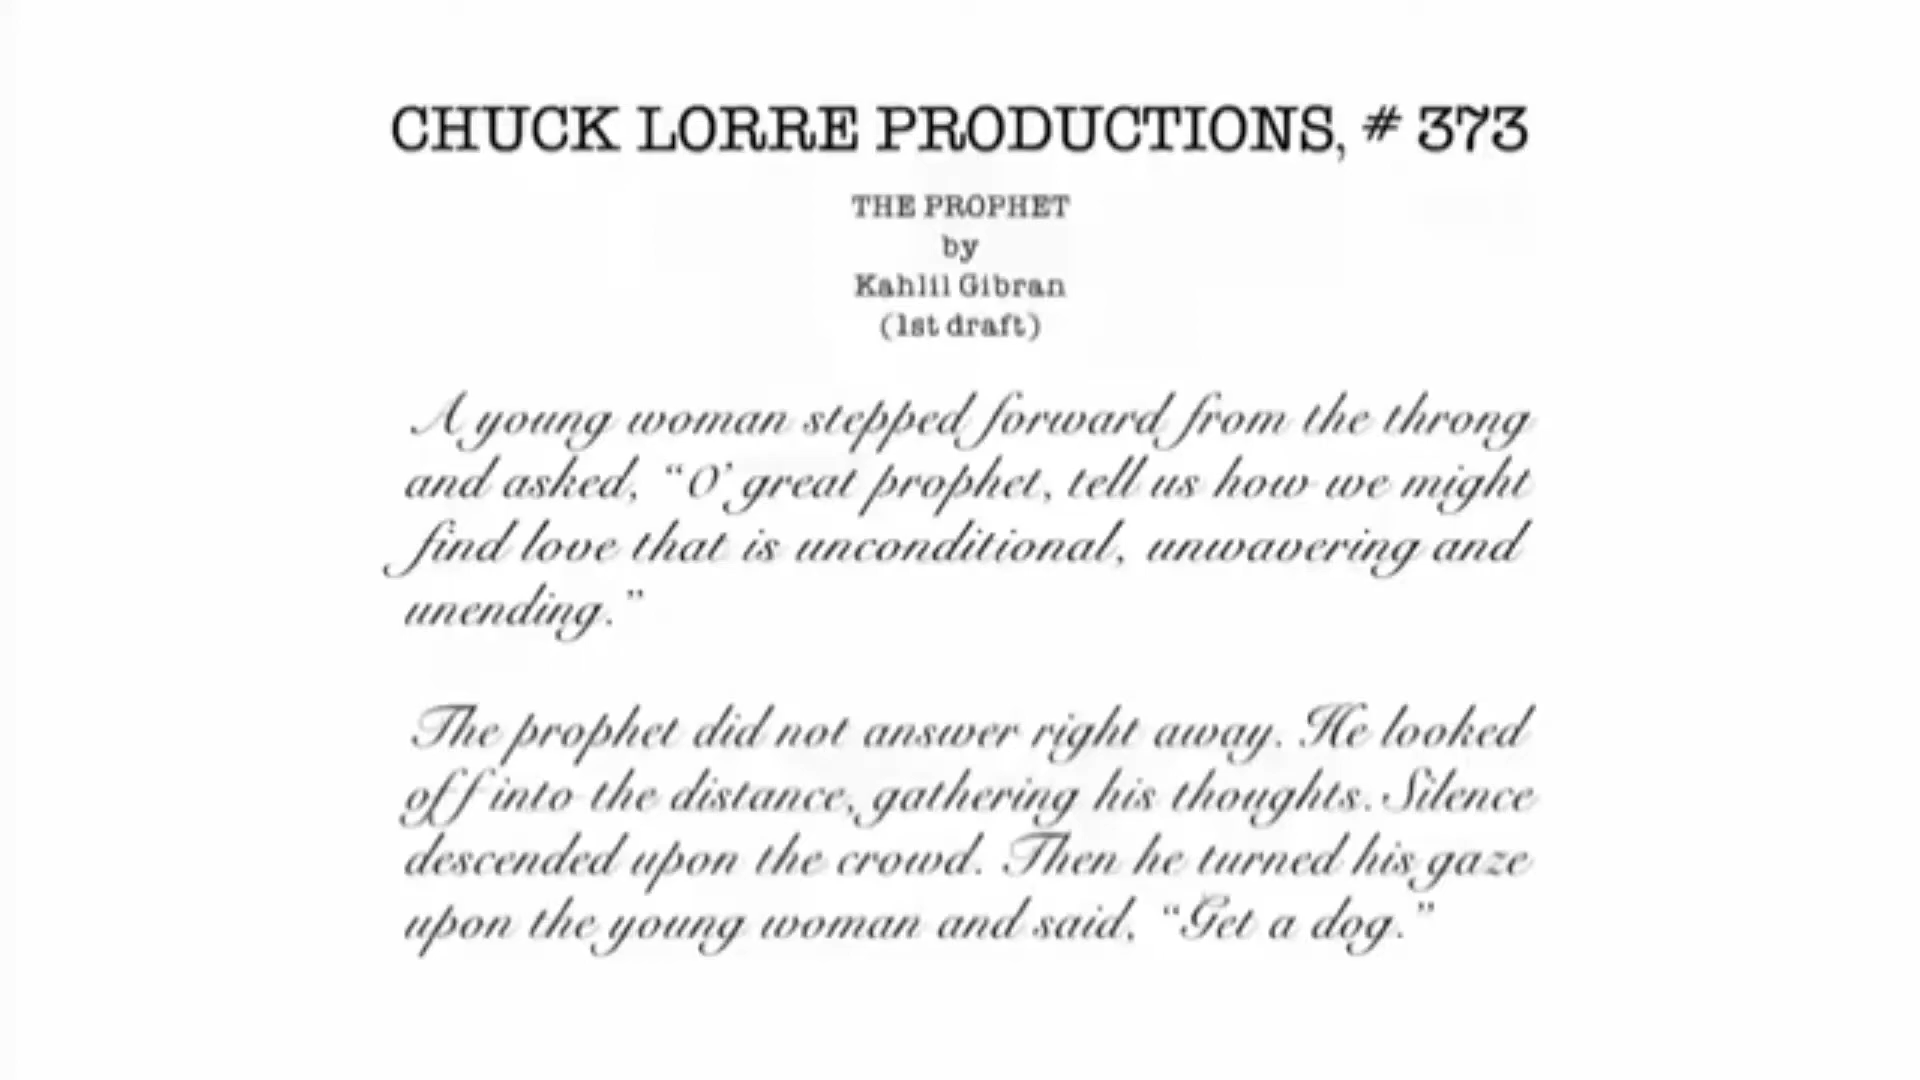 CHUCK LORRE PRODUCTIONS, # 373
THE PROPHET
by
Kahlil Gibran
(1st draft)
A young woman stepped forward from the throng
and asked, “O’ great prophet, tell us how we might
find love that is unconditional, unwavering and
unending.”
The prophet did not answer right away. He looked
off into the distance, gathering his thoughts. Silence
descended upon the crowd. Then he turned his gaze
upon the young woman and said, “Get a dog.”